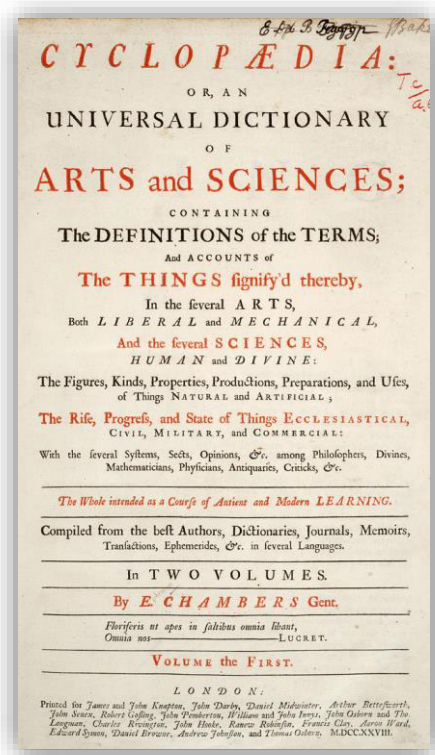 CYCLOPÆDIA:
OR, AN
UNIVERSAL DICTIONARY
OF
ARTS and SCIENCES;
CONTAINING
The DEFINITIONS of the TERMS;
And ACCOUNTS of
The THINGS ſignify'd thereby,
In the ſeveral ARTS,
Both LIBERAL and MECHANICAL,
And the ſeveral SCIENCES,
HUMAN and DIVINE:
The Figures, Kinds, Properties, Productions, Preparations, and Uſes,
of Things NATURAL and ARTIFICIAL;
The Riſe, Progreſs, and State of Things ECCLESIASTICAL,
CIVIL, MILITARY, and COMMERCIAL:
With the ſeveral Syſtems, Sects, Opinions, &c. among Philoſophers, Divines,
Mathematicians, Phyſicians, Antiquaries, Criticks, &c.
The Whole intended as a Courſe of Antient and Modern LEARNING.
Compiled from the beſt Authors, Dictionaries, Journals, Memoirs,
Tranſactions, Ephemerides, &c. in ſeveral Languages.
In TWO VOLUMES.
By E. CHAMBERS Gent.
Floriferis ut apes in ſaltibus omnia libant,
Omnia nos———LUCRET.
VOLUME the FIRST.
LONDON:
Printed for James and John Knapton, John Darby, Daniel Midwinter, Arthur Betteſworth,
John Senex, Robert Goſling, John Pemberton, William and John Innys, John Osborn and Tho.
Longman, Charles Rivington, John Hooke, Ranew Robinſon, Francis Clay, Aaron Ward,
Edward Symon, Daniel Browne, Andrew Johnſton, and Thomas Osborn. M.DCC.XXVIII.